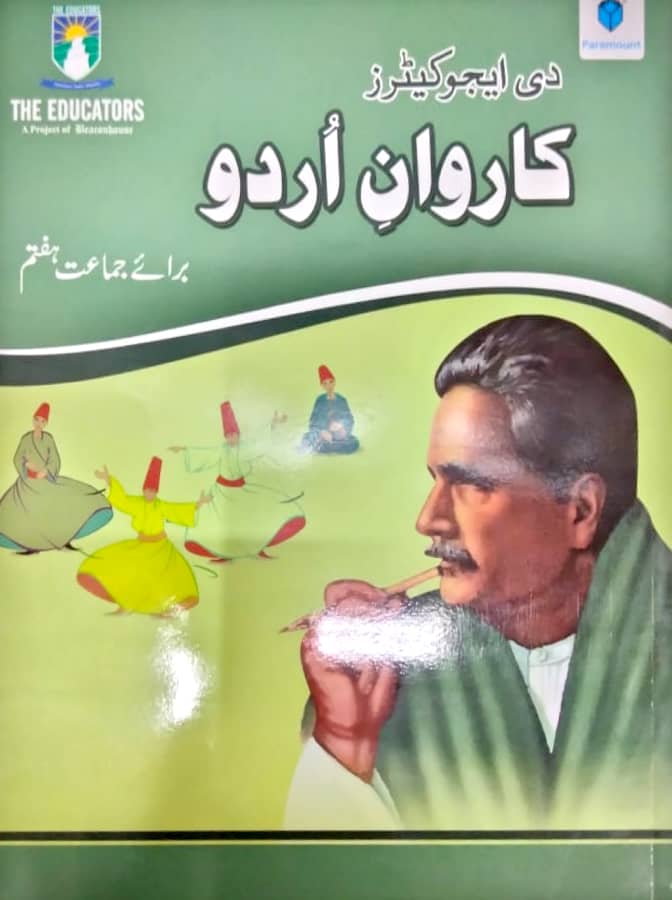 THE EDUCATORS
THE EDUCATORS
A Project of Beaconhouse
Paramount
دی ایجوکیٹرز
کاروانِ اُردو
برائے جماعت ہفتم